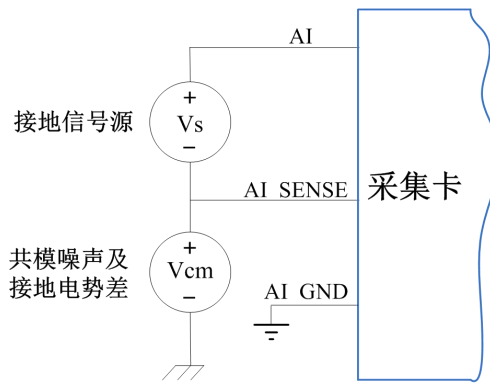 AI
+
接地信号源
Vs
−
AI SENSE
采集卡
+
共模噪声及
接地电势差
Vcm
−
AI GND